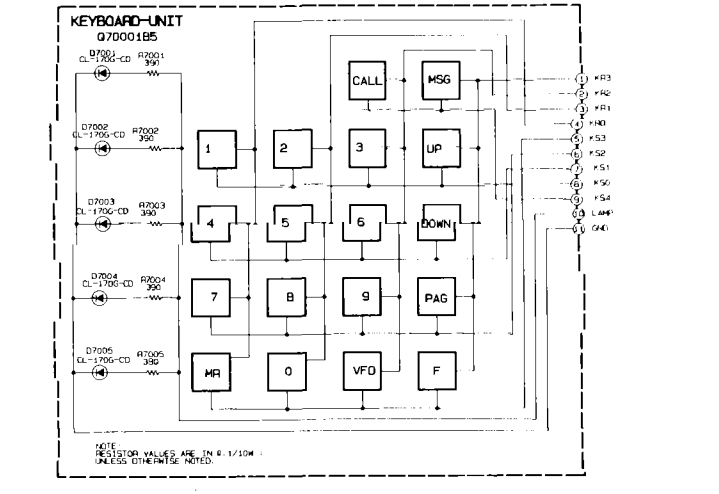 KEYBOARD-UNIT
Q7000185
D7001
CL-170G-CD
R7001
390
D7002
CL-170G-CD
R7002
390
D7003
CL-170G-CD
R7003
390
D7004
CL-170G-CD
R7004
390
D7005
CL-170G-CD
R7005
390
CALL
MSG
1
2
3
UP
4
5
6
DOWN
7
8
9
PAG
MR
0
VFO
F
1 KR3
2 KR2
3 KR1
4 KR0
5 KS3
6 KS2
7 KS1
8 KS0
9 KS4
10 LAMP
11 GND
NOTE:
RESISTOR VALUES ARE IN Ω, 1/10W ;
UNLESS OTHERWISE NOTED.